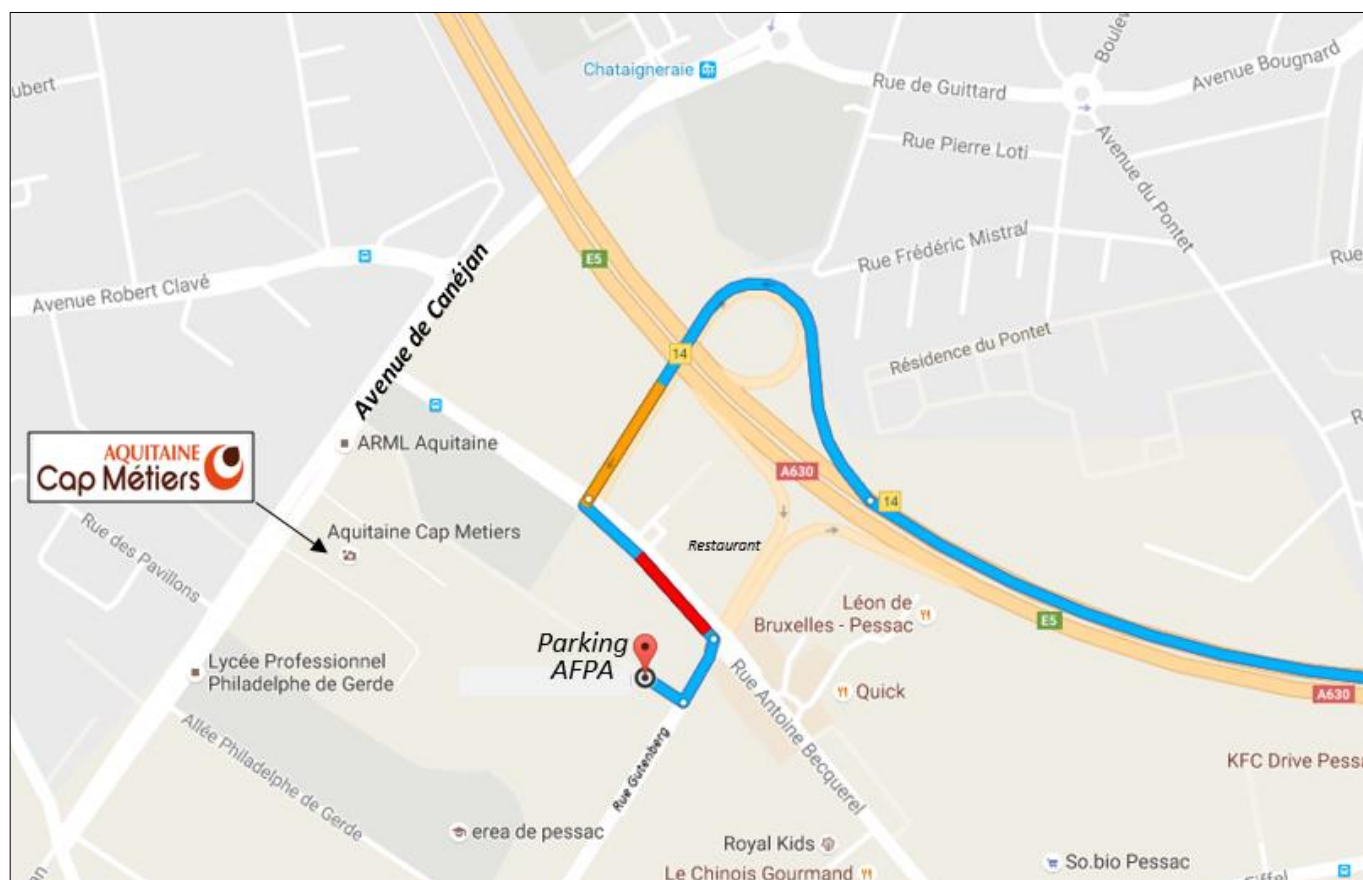 Chataigneraie
Rue de Guittard
Boulev
Avenue Bougnard
ubert
Rue Pierre Loti
Avenue du Pontet
Rue Frédéric Mistral
Rue
E5
Avenue Robert Clavé
Avenue de Canéjan
14
Résidence du Pontet
ARML Aquitaine
AQUITAINE
Cap Métiers
A630
14
Aquitaine Cap Metiers
Restaurant
Rue des Pavillons
Léon de
Bruxelles - Pessac
E5
Parking
AFPA
Lycée Professionnel
Philadelphe de Gerde
Rue Antoine Becquerel
Quick
A630
Allée Philadelphe de Gerde
Rue Gutenberg
KFC Drive Pessa
erea de pessac
Royal Kids
Le Chinois Gourmand
So.bio Pessac
Eiffel
an